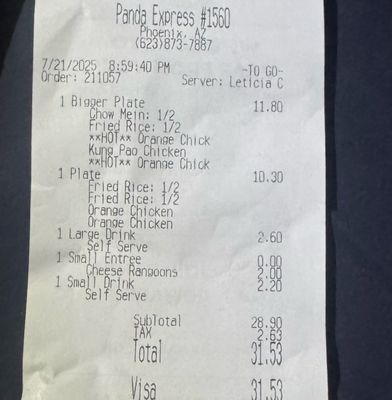 Panda Express #1560
Phoenix, AZ
(623)873-7887
7/21/2025 8:59:40 PM -TO GO-
Order: 211057 Server: Leticia C
1 Bigger Plate 11.80
Chow Mein: 1/2
Fried Rice: 1/2
**HOT** Orange Chick
Kung Pao Chicken
**HOT** Orange Chick
1 Plate 10.30
Fried Rice: 1/2
Fried Rice: 1/2
Orange Chicken
Orange Chicken
1 Large Drink 2.60
Self Serve
1 Small Entree 0.00
Cheese Rangoons 2.00
1 Small Drink 2.20
Self Serve
SubTotal 28.90
TAX 2.63
Total 31.53
Visa 31.53